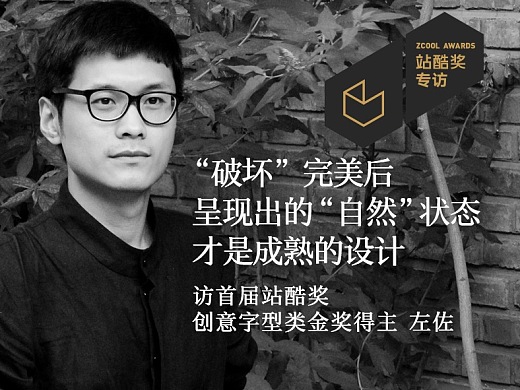 ZCOOL AWARDS
站酷奖
专访
“破坏”完美后
呈现出的“自然”状态
才是成熟的设计
访首届站酷奖
创意字型类金奖得主 左佐